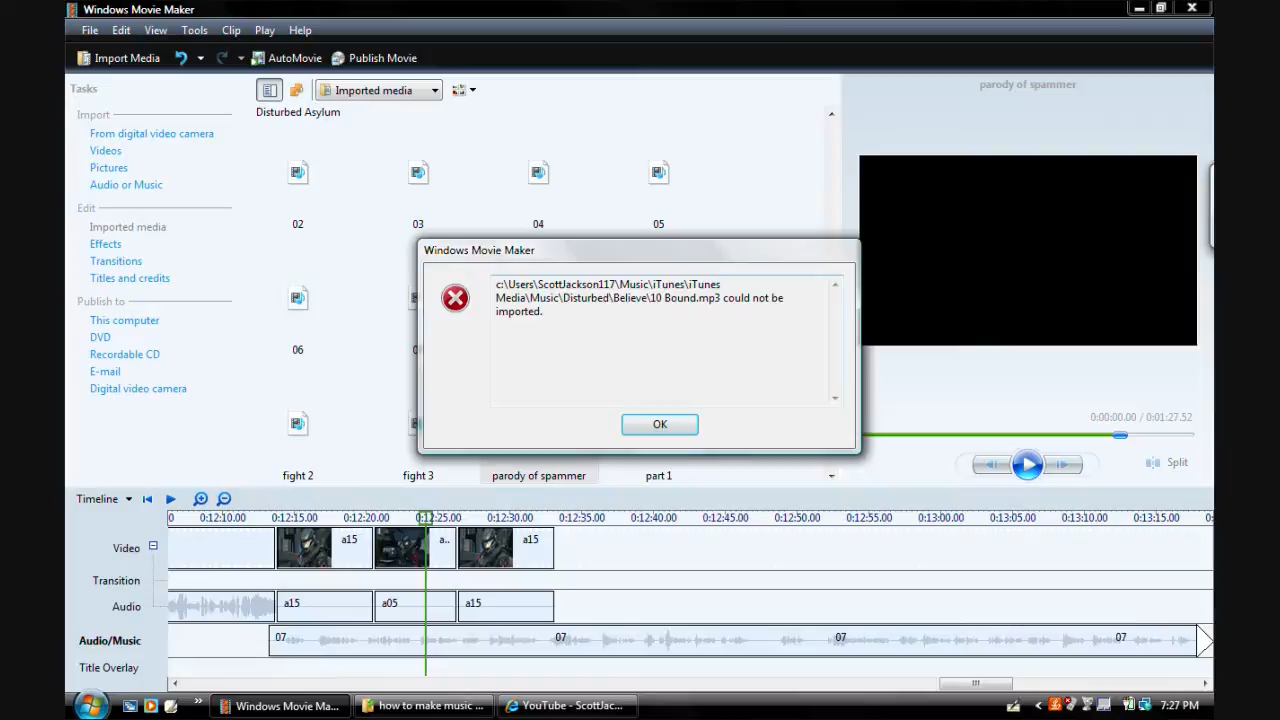 Windows Movie Maker
File Edit View Tools Clip Play Help
Import Media AutoMovie Publish Movie
Tasks
Import
From digital video camera
Videos
Pictures
Audio or Music
Edit
Imported media
Effects
Transitions
Titles and credits
Publish to
This computer
DVD
Recordable CD
E-mail
Digital video camera
Imported media
Disturbed Asylum
02 03 04 05
06
fight 2 fight 3 parody of spammer part 1
Windows Movie Maker
c:\Users\ScottJackson117\Music\iTunes\iTunes
Media\Music\Disturbed\Believe\10 Bound.mp3 could not be
imported.
OK
parody of spammer
0:00:00.00 / 0:01:27.52
Split
Timeline
0 0:12:10.00 0:12:15.00 0:12:20.00 0:12:25.00 0:12:30.00 0:12:35.00 0:12:40.00 0:12:45.00 0:12:50.00 0:12:55.00 0:13:00.00 0:13:05.00 0:13:10.00 0:13:15.00 0:
Video a15 a.. a15
Transition
Audio a15 a05 a15
Audio/Music 07 07 07 07
Title Overlay
Windows Movie Ma... how to make music ... YouTube - ScottJac... 7:27 PM